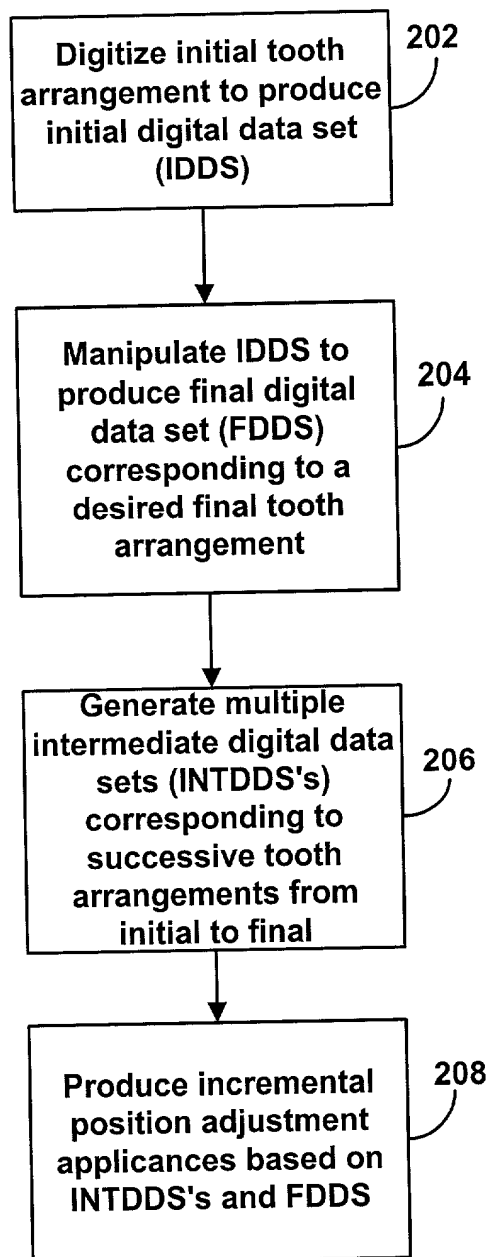 202
Digitize initial tooth
arrangement to produce
initial digital data set
(IDDS)
204
Manipulate IDDS to
produce final digital
data set (FDDS)
corresponding to a
desired final tooth
arrangement
206
Generate multiple
intermediate digital data
sets (INTDDS's)
corresponding to
successive tooth
arrangements from
initial to final
208
Produce incremental
position adjustment
applicances based on
INTDDS's and FDDS